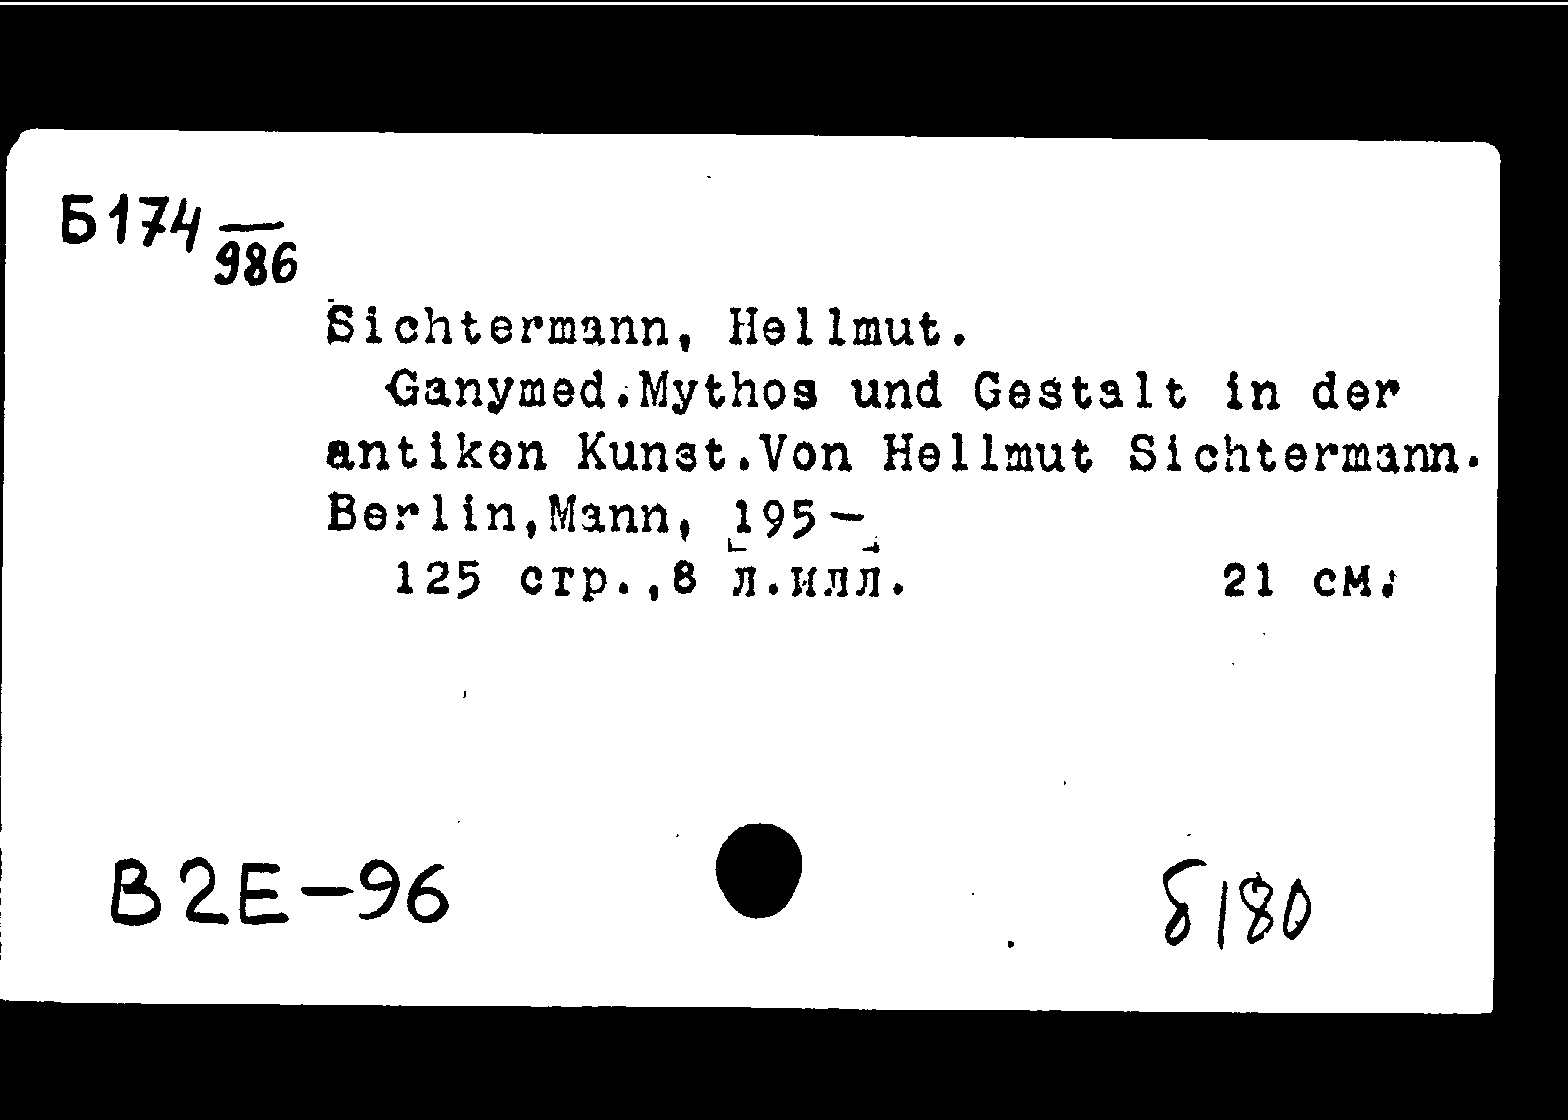 Б174 —
986
Sichtermann, Hellmut.
Ganymed.Mythos und Gestalt in der
antiken Kunst.Von Hellmut Sichtermann.
Berlin,Mann, [195—]
125 стр.,8 л.илл. 21 см.
В2Е—96
б180